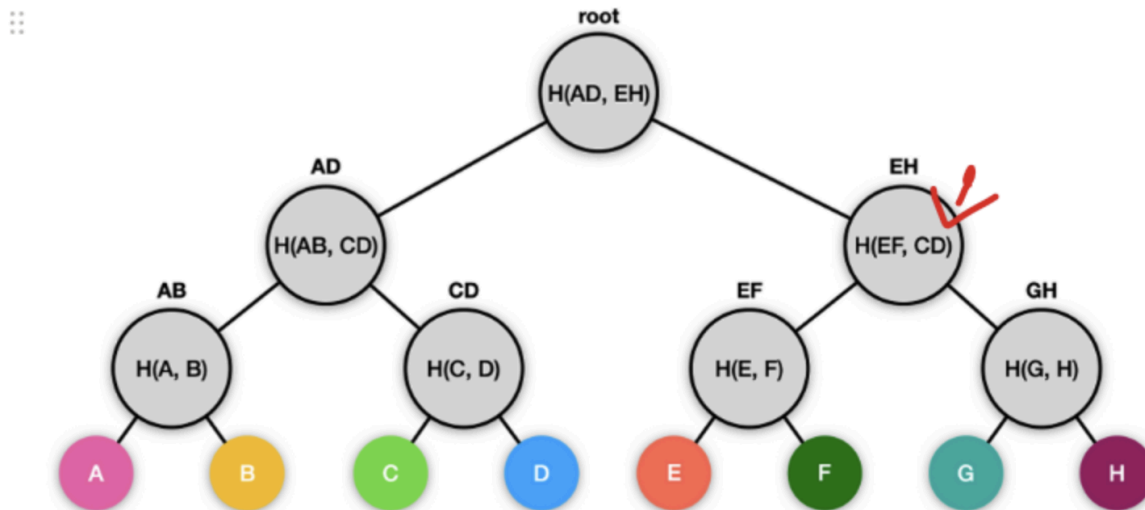 root
H(AD, EH)
AD
EH
H(AB, CD)
H(EF, CD)
AB
CD
EF
GH
H(A, B)
H(C, D)
H(E, F)
H(G, H)
A
B
C
D
E
F
G
H